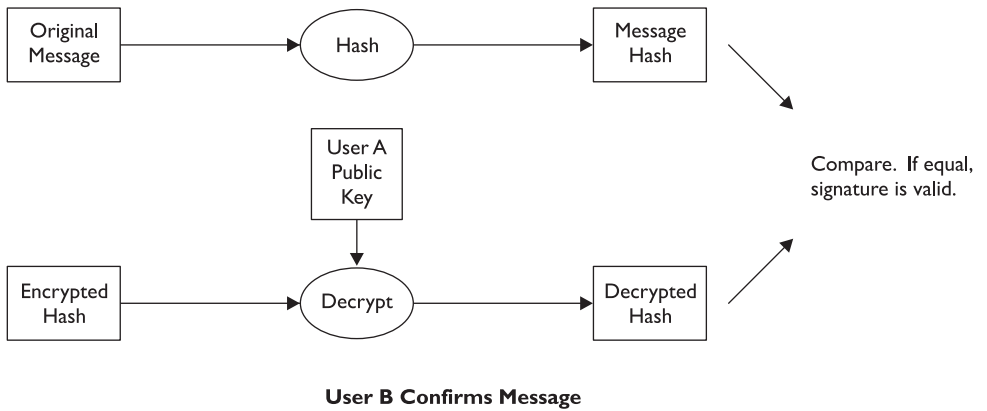 Original
Message
Hash
Message
Hash
User A
Public
Key
Compare. If equal,
signature is valid.
Encrypted
Hash
Decrypt
Decrypted
Hash
User B Confirms Message